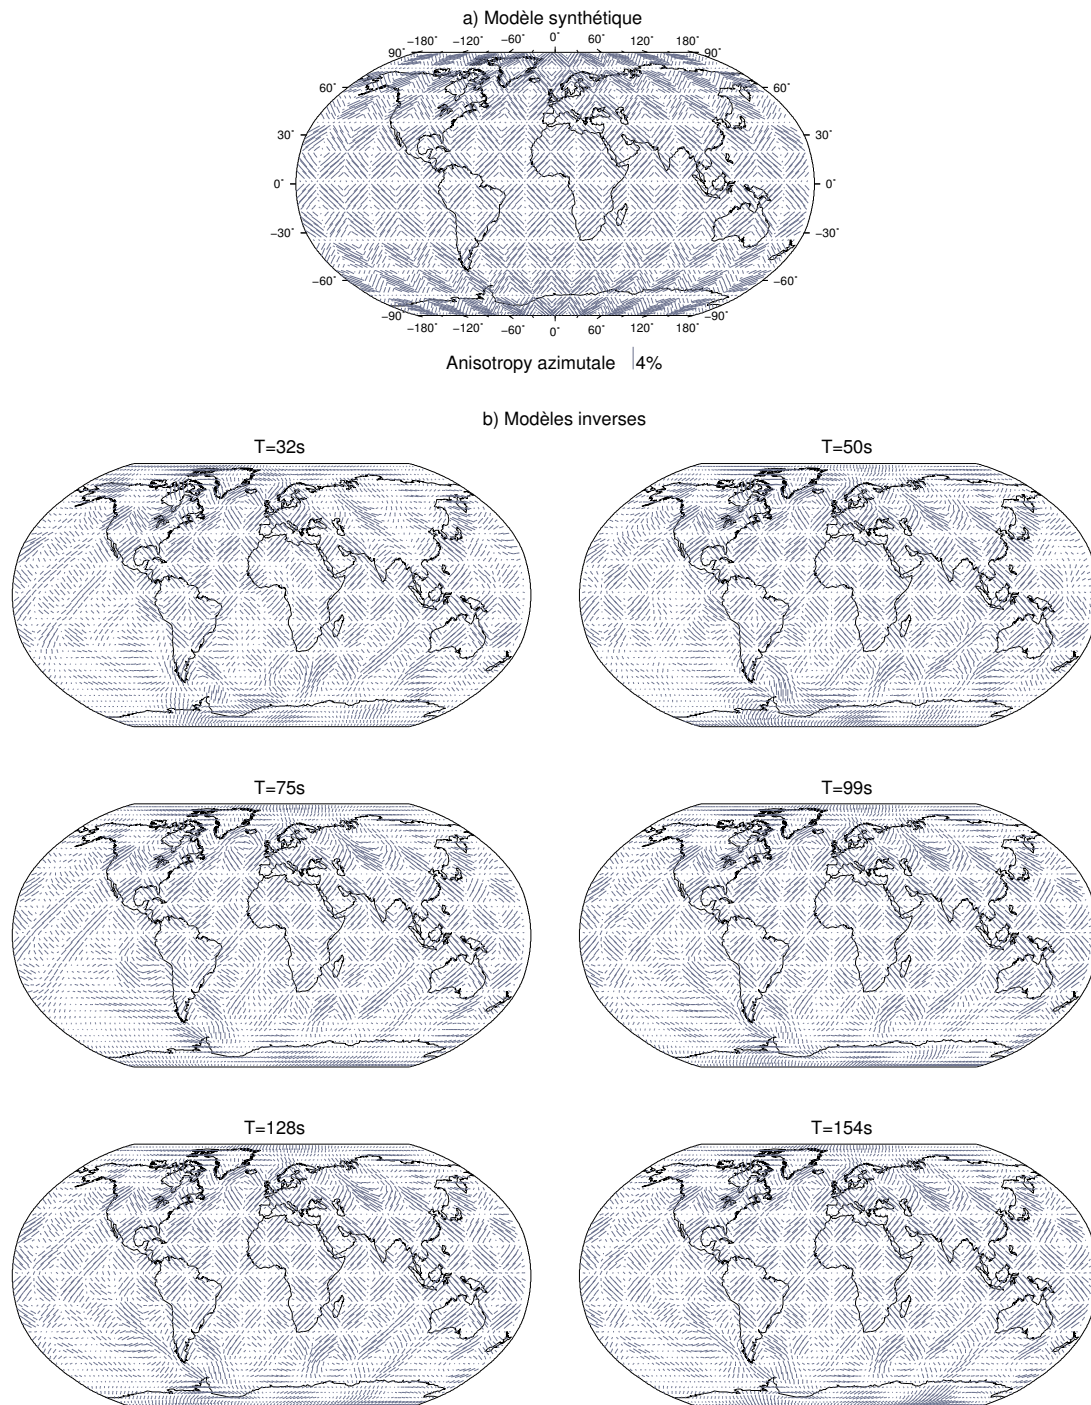 a) Modèle synthétique
−180˚ −120˚ −60˚ 0˚ 60˚ 120˚ 180˚
90˚ 90˚
60˚ 60˚
30˚ 30˚
0˚ 0˚
−30˚ −30˚
−60˚ −60˚
−90 −90˚
−180˚ −120˚ −60˚ 0˚ 60˚ 120˚ 180˚
Anisotropy azimutale 4%
b) Modèles inverses
T=32s T=50s
T=75s T=99s
T=128s T=154s